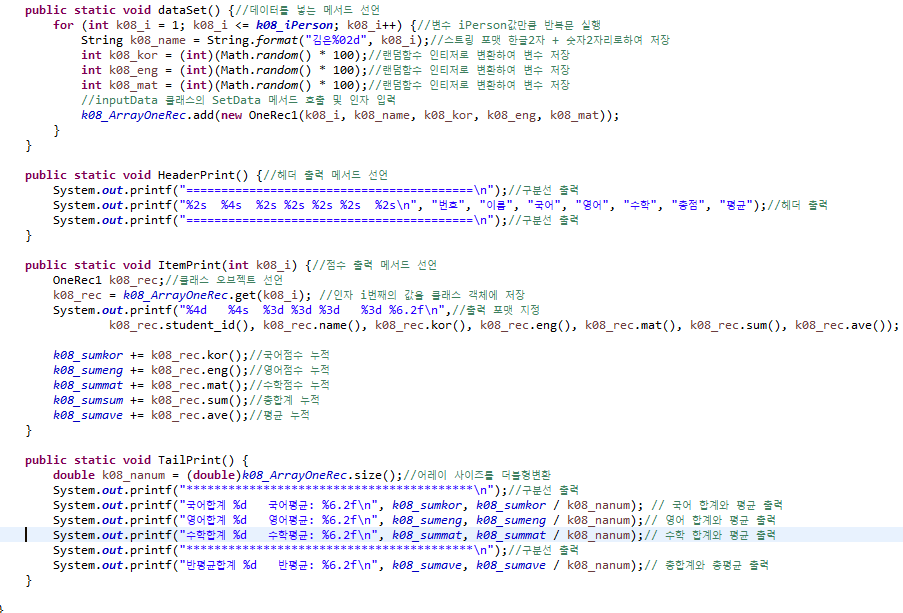 public static void dataSet() {//데이터를 넣는 메서드 선언
for (int k08_i = 1; k08_i <= k08_iPerson; k08_i++) {//변수 iPerson값만큼 반복문 실행
String k08_name = String.format("김은%02d", k08_i);//스트링 포맷 한글2자 + 숫자2자리로하여 저장
int k08_kor = (int)(Math.random() * 100);//랜덤함수 인티저로 변환하여 변수 저장
int k08_eng = (int)(Math.random() * 100);//랜덤함수 인티저로 변환하여 변수 저장
int k08_mat = (int)(Math.random() * 100);//랜덤함수 인티저로 변환하여 변수 저장
//inputData 클래스의 SetData 메서드 호출 및 인자 입력
k08_ArrayOneRec.add(new OneRec1(k08_i, k08_name, k08_kor, k08_eng, k08_mat));
}
}
public static void HeaderPrint() {//헤더 출력 메서드 선언
System.out.printf("=========================================\n");//구분선 출력
System.out.printf("%2s  %4s  %2s %2s %2s %2s  %2s\n", "번호", "이름", "국어", "영어", "수학", "총점", "평균");//헤더 출력
System.out.printf("=========================================\n");//구분선 출력
}
public static void ItemPrint(int k08_i) {//점수 출력 메서드 선언
OneRec1 k08_rec;//클래스 오브젝트 선언
k08_rec = k08_ArrayOneRec.get(k08_i); //인자 i번째의 값을 클래스 객체에 저장
System.out.printf("%4d   %4s  %3d %3d %3d   %3d %6.2f\n",//출력 포맷 지정
k08_rec.student_id(), k08_rec.name(), k08_rec.kor(), k08_rec.eng(), k08_rec.mat(), k08_rec.sum(), k08_rec.ave());
k08_sumkor += k08_rec.kor();//국어점수 누적
k08_sumeng += k08_rec.eng();//영어점수 누적
k08_summat += k08_rec.mat();//수학점수 누적
k08_sumsum += k08_rec.sum();//총합계 누적
k08_sumave += k08_rec.ave();//평균 누적
}
public static void TailPrint() {
double k08_nanum = (double)k08_ArrayOneRec.size();//어레이 사이즈를 더블형변환
System.out.printf("*****************************************\n");//구분선 출력
System.out.printf("국어합계 %d   국어평균: %6.2f\n", k08_sumkor, k08_sumkor / k08_nanum); // 국어 합계와 평균 출력
System.out.printf("영어합계 %d   영어평균: %6.2f\n", k08_sumeng, k08_sumeng / k08_nanum);// 영어 합계와 평균 출력
System.out.printf("수학합계 %d   수학평균: %6.2f\n", k08_summat, k08_summat / k08_nanum);// 수학 합계와 평균 출력
System.out.printf("*****************************************\n");//구분선 출력
System.out.printf("반평균합계 %d   반평균: %6.2f\n", k08_sumave, k08_sumave / k08_nanum);// 총합계와 총평균 출력
}
}